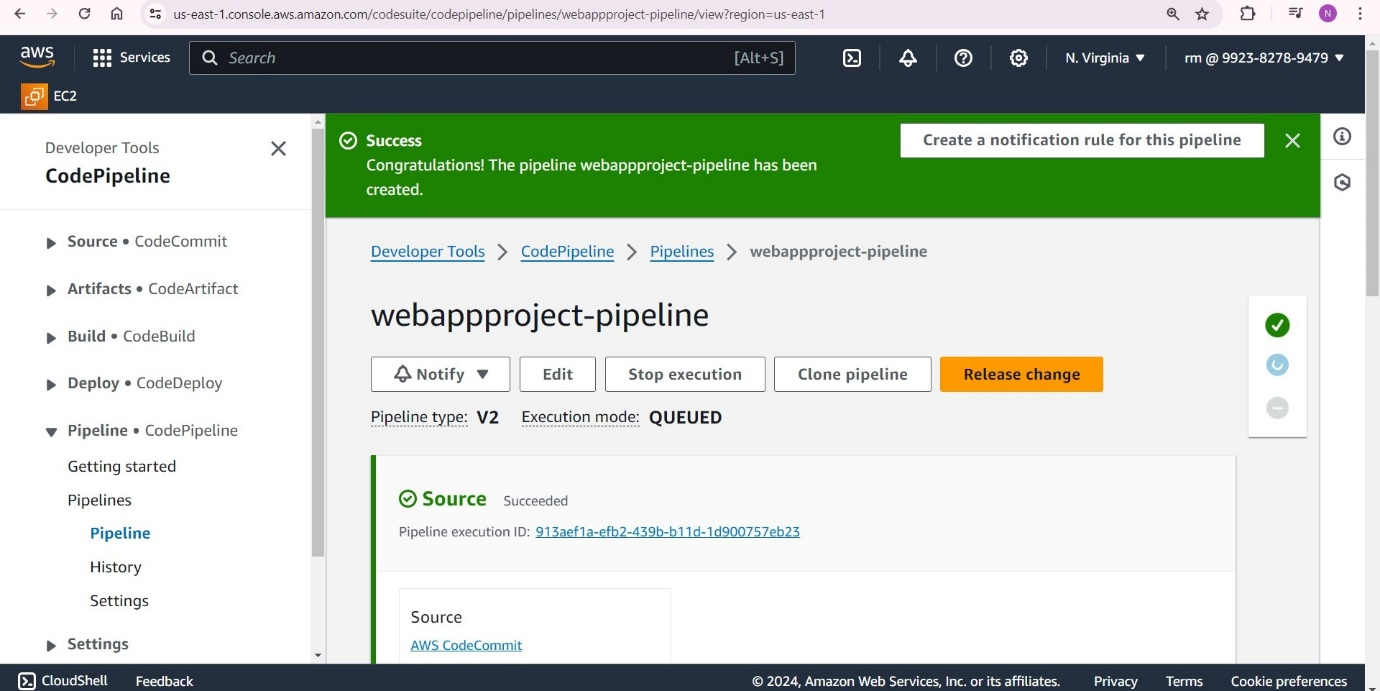 us-east-1.console.aws.amazon.com/codesuite/codepipeline/pipelines/webappproject-pipeline/view?region=us-east-1
N
aws
Services
Search
[Alt+S]
N. Virginia
rm @ 9923-8278-9479
EC2
Developer Tools
CodePipeline
Source • CodeCommit
Artifacts • CodeArtifact
Build • CodeBuild
Deploy • CodeDeploy
Pipeline • CodePipeline
Getting started
Pipelines
Pipeline
History
Settings
Settings
Success
Congratulations! The pipeline webappproject-pipeline has been
created.
Create a notification rule for this pipeline
Developer Tools
CodePipeline
Pipelines
webappproject-pipeline
webappproject-pipeline
Notify
Edit
Stop execution
Clone pipeline
Release change
Pipeline type: V2
Execution mode: QUEUED
Source Succeeded
Pipeline execution ID: 913aef1a-efb2-439b-b11d-1d900757eb23
Source
AWS CodeCommit
CloudShell
Feedback
© 2024, Amazon Web Services, Inc. or its affiliates.
Privacy
Terms
Cookie preferences